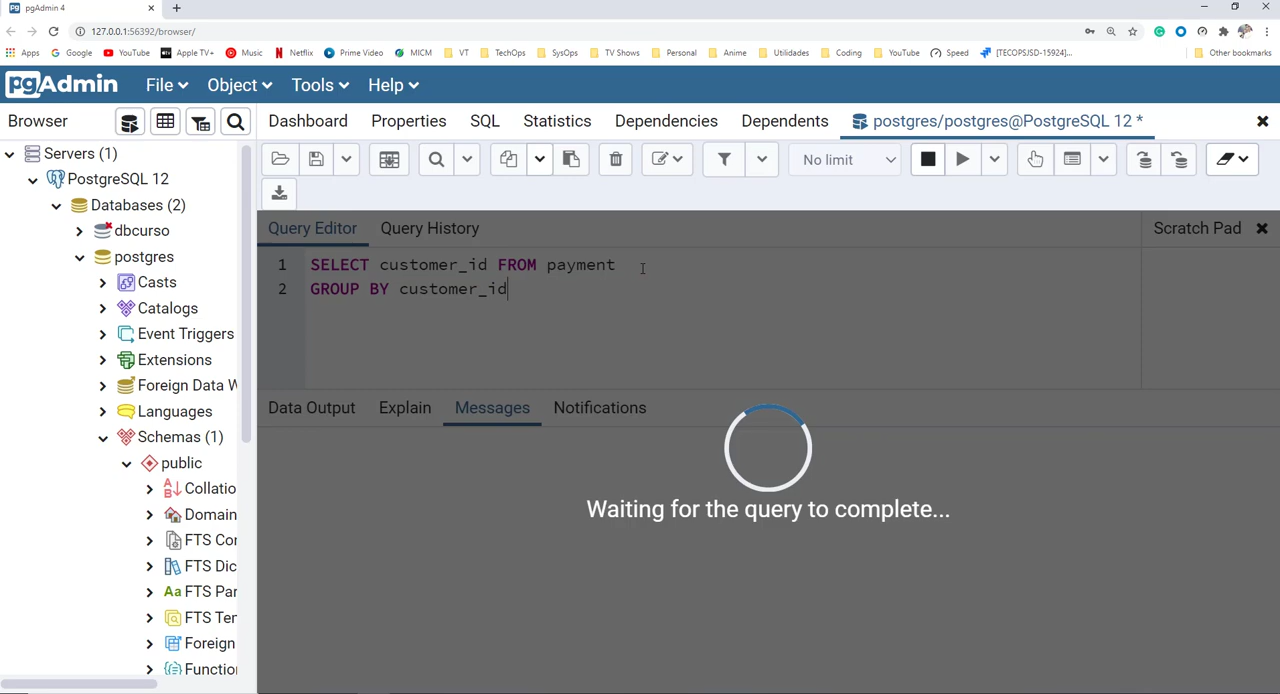 pgAdmin 4
127.0.0.1:56392/browser/
Apps Google YouTube Apple TV+ Music Netflix Prime Video MICM VT TechOps SysOps TV Shows Personal Anime Utilidades Coding YouTube Speed [TECOPS/JSD-15924]... Other bookmarks
pgAdmin File Object Tools Help
Browser Dashboard Properties SQL Statistics Dependencies Dependents postgres/postgres@PostgreSQL 12 *
Servers (1)
No limit
PostgreSQL 12
Databases (2)
dbcurso
Query Editor Query History Scratch Pad
postgres
1 SELECT customer_id FROM payment
2 GROUP BY customer_id
Casts
Catalogs
Event Triggers
Extensions
Foreign Data W
Languages
Data Output Explain Messages Notifications
Schemas (1)
public
Collatio
Waiting for the query to complete...
Domain
FTS Cor
FTS Dic
FTS Par
FTS Ter
Foreign
Functio